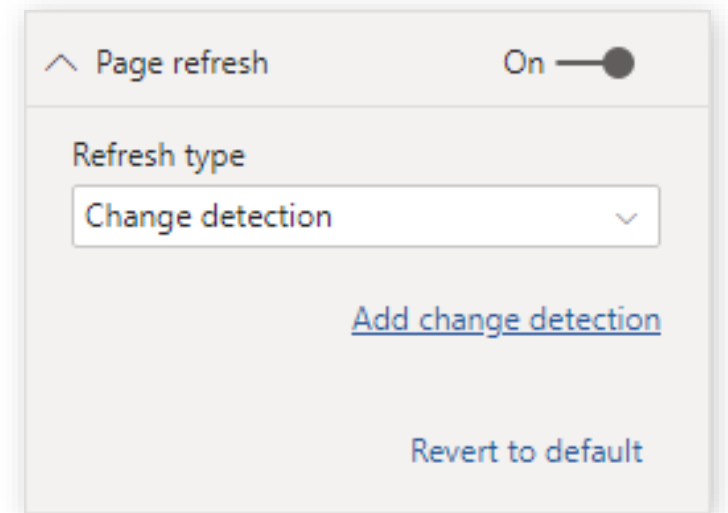 Page refresh On
Refresh type
Change detection
Add change detection
Revert to default